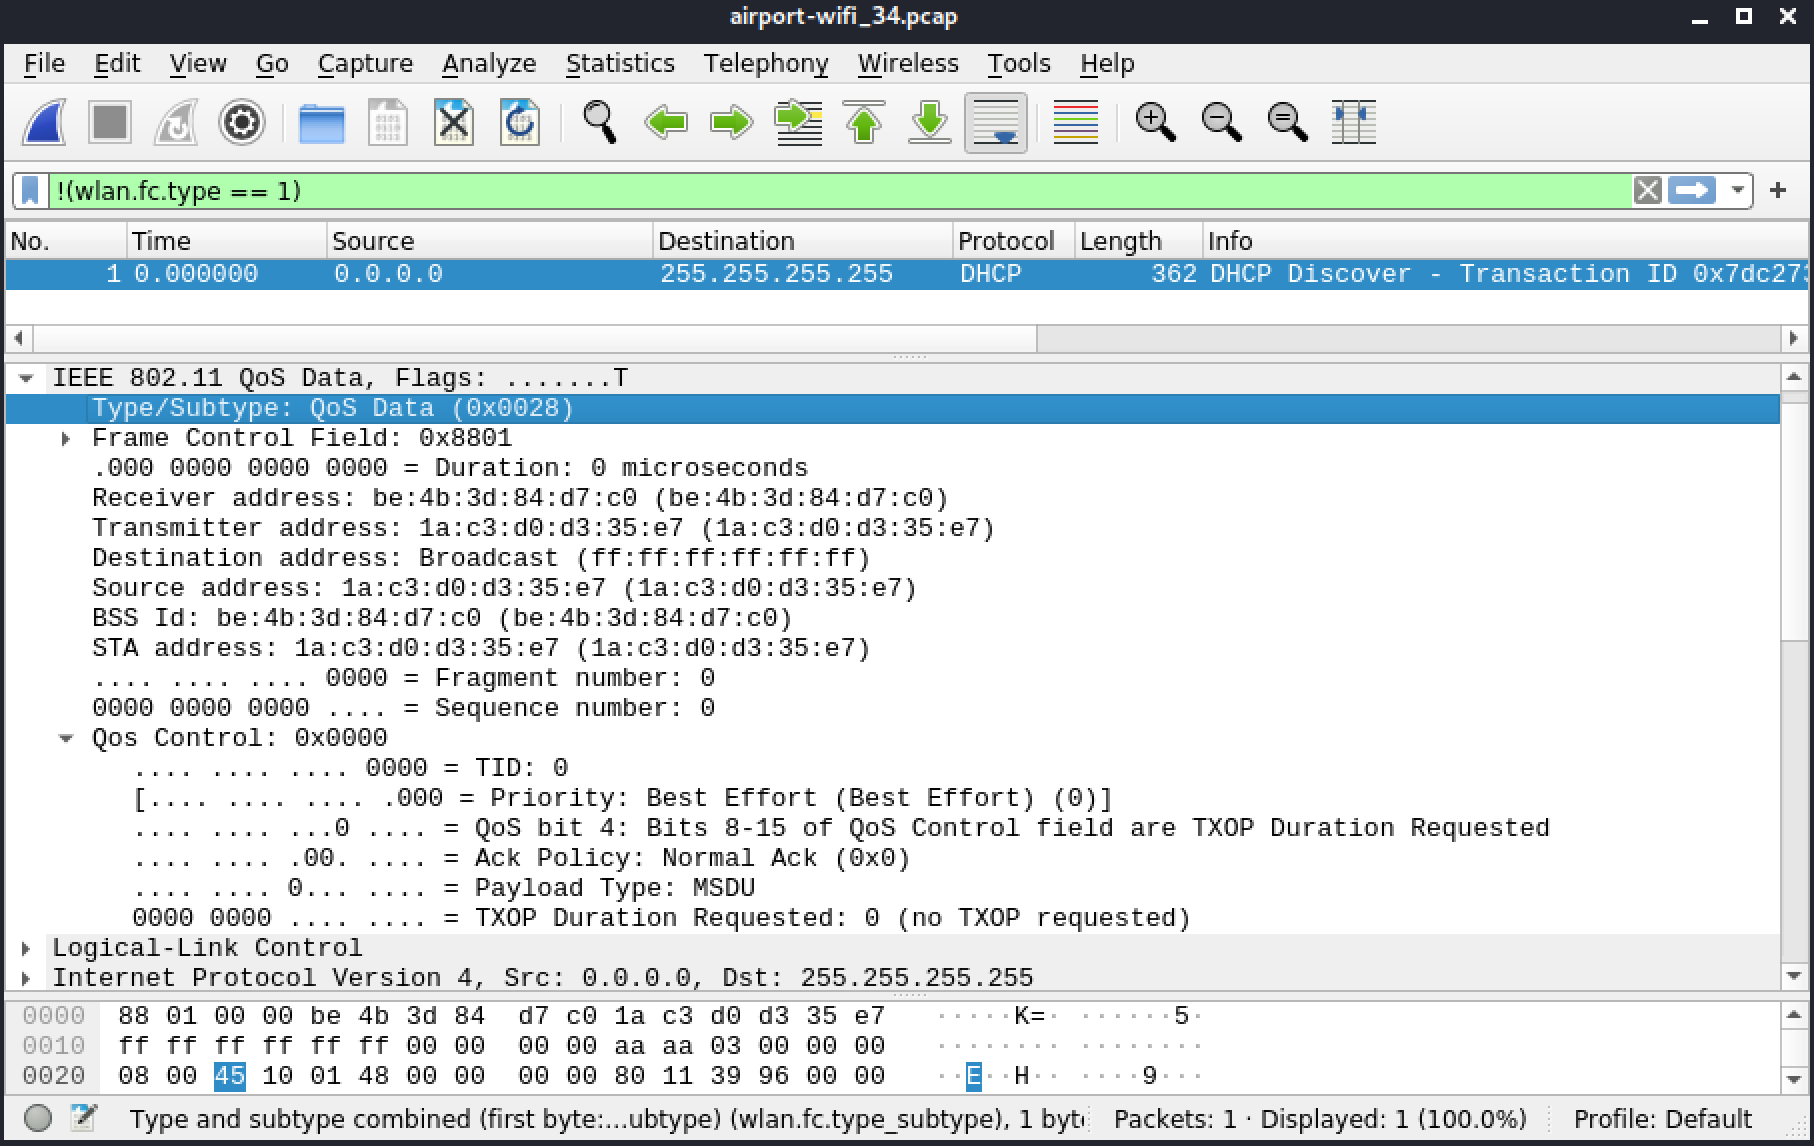 airport-wifi_34.pcap
File Edit View Go Capture Analyze Statistics Telephony Wireless Tools Help
!(wlan.fc.type == 1)
No. Time Source Destination Protocol Length Info
1 0.000000 0.0.0.0 255.255.255.255 DHCP 362 DHCP Discover - Transaction ID 0x7dc273
IEEE 802.11 QoS Data, Flags: .......T
Type/Subtype: QoS Data (0x0028)
Frame Control Field: 0x8801
.000 0000 0000 0000 = Duration: 0 microseconds
Receiver address: be:4b:3d:84:d7:c0 (be:4b:3d:84:d7:c0)
Transmitter address: 1a:c3:d0:d3:35:e7 (1a:c3:d0:d3:35:e7)
Destination address: Broadcast (ff:ff:ff:ff:ff:ff)
Source address: 1a:c3:d0:d3:35:e7 (1a:c3:d0:d3:35:e7)
BSS Id: be:4b:3d:84:d7:c0 (be:4b:3d:84:d7:c0)
STA address: 1a:c3:d0:d3:35:e7 (1a:c3:d0:d3:35:e7)
.... .... .... 0000 = Fragment number: 0
0000 0000 0000 .... = Sequence number: 0
Qos Control: 0x0000
.... .... .... 0000 = TID: 0
[.... .... .... .000 = Priority: Best Effort (Best Effort) (0)]
.... .... ...0 .... = QoS bit 4: Bits 8-15 of QoS Control field are TXOP Duration Requested
.... .... .00. .... = Ack Policy: Normal Ack (0x0)
.... .... 0... .... = Payload Type: MSDU
0000 0000 .... .... = TXOP Duration Requested: 0 (no TXOP requested)
Logical-Link Control
Internet Protocol Version 4, Src: 0.0.0.0, Dst: 255.255.255.255
0000 88 01 00 00 be 4b 3d 84 d7 c0 1a c3 d0 d3 35 e7 ·····K=· ······5·
0010 ff ff ff ff ff ff 00 00 00 00 aa aa 03 00 00 00 ········ ········
0020 08 00 45 10 01 48 00 00 00 00 80 11 39 96 00 00 ··E··H·· ····9···
Type and subtype combined (first byte:...ubtype) (wlan.fc.type_subtype), 1 byte Packets: 1 · Displayed: 1 (100.0%) Profile: Default